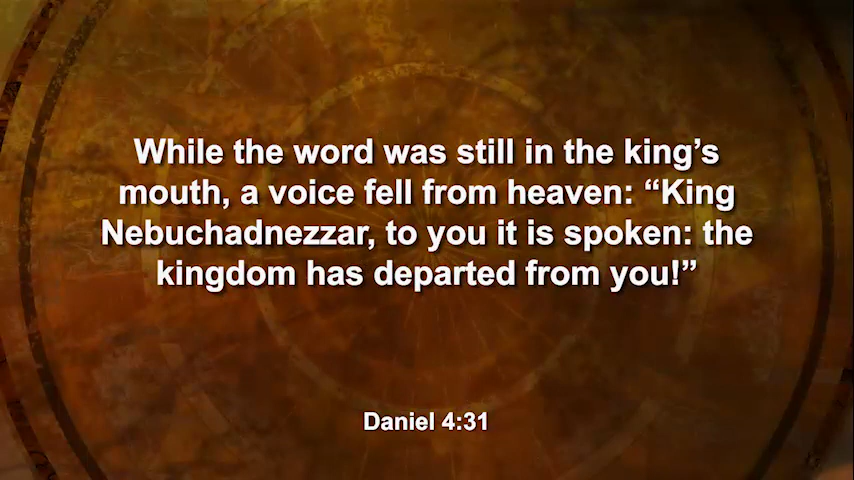 While the word was still in the king’s
mouth, a voice fell from heaven: “King
Nebuchadnezzar, to you it is spoken: the
kingdom has departed from you!”
Daniel 4:31